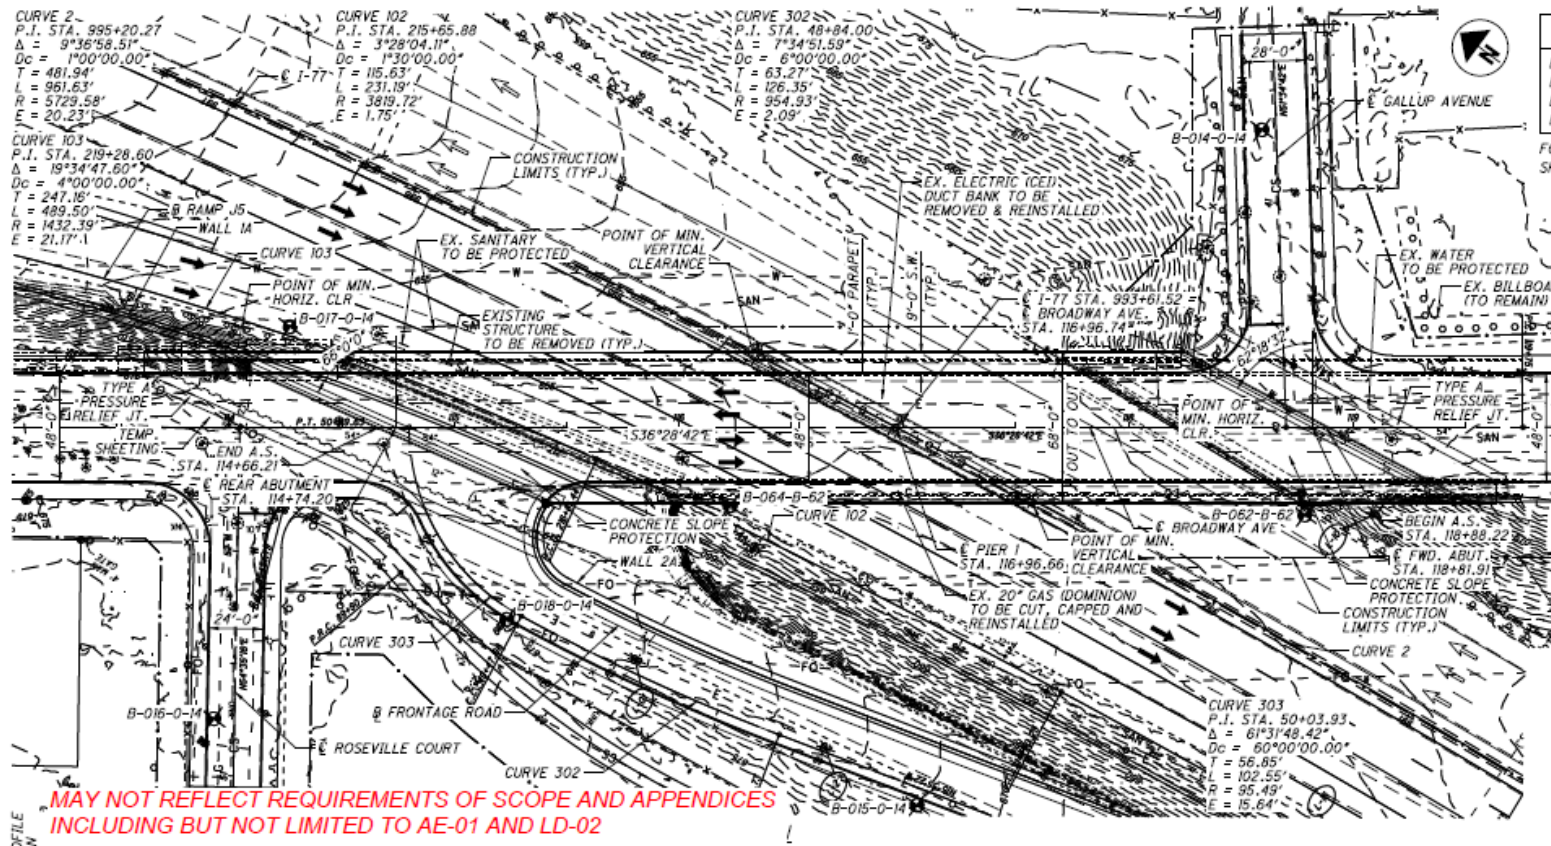 CURVE 2
P.I. STA. 995+20.27
Δ = 9°36'58.51"
Dc = 1°00'00.00"
T = 481.94'
L = 961.63'
R = 5729.58'
E = 20.23'
CURVE 103
P.I. STA. 219+28.60
Δ = 19°34'47.60"
Dc = 4°00'00.00"
T = 247.16'
L = 489.50'
R = 1432.39'
E = 21.17'
CURVE 102
P.I. STA. 215+65.88
Δ = 3°28'04.11"
Dc = 1°30'00.00"
T = 115.63'
L = 231.19'
R = 3819.72'
E = 1.75'
CURVE 302
P.I. STA. 48+84.00
Δ = 7°34'51.59"
Dc = 6°00'00.00"
T = 63.27'
L = 126.35'
R = 954.93'
E = 2.09'
℄ I-77
CONSTRUCTION
LIMITS (TYP.)
28'-0"
N
℄ GALLUP AVENUE
B-014-0-14
RAMP J5
WALL 1A
CURVE 103
POINT OF MIN.
HORIZ. CLR.
B-017-0-14
EX. SANITARY
TO BE PROTECTED
EXISTING
STRUCTURE
TO BE REMOVED (TYP.)
POINT OF MIN.
VERTICAL
CLEARANCE
EX. ELECTRIC (CEI)
DUCT BANK TO BE
REMOVED & REINSTALLED
1'-0" PARAPET
(TYP.)
9'-0" S.W.
(TYP.)
℄ I-77 STA. 993+61.52 =
BROADWAY AVE.
STA. 116+96.74
EX. WATER
TO BE PROTECTED
EX. BILLBOA
(TO REMAIN)
TYPE A
PRESSURE
RELIEF JT.
TEMP
SHEETING
48'-0"
END A.S.
STA. 114+66.21
℄ REAR ABUTMENT
STA. 114+74.20
S36°28'42"E
48'-0"
S36°28'42"E
68'-0"
OUT TO OUT
POINT OF
MIN. HORIZ.
CLR.
TYPE A
PRESSURE
RELIEF JT.
SAN
48'-0"
B-064-B-62
CURVE 102
CONCRETE SLOPE
PROTECTION
WALL 2A
℄ PIER 1
STA. 116+96.66
℄ BROADWAY AVE
POINT OF MIN.
VERTICAL
CLEARANCE
B-062-B-62
BEGIN A.S.
STA. 118+88.22
℄ FWD. ABUT.
STA. 118+81.91
CONCRETE SLOPE
PROTECTION
CONSTRUCTION
LIMITS (TYP.)
EX. 20" GAS (DOMINION)
TO BE CUT, CAPPED AND
REINSTALLED
CURVE 2
24'-0"
B-018-0-14
CURVE 303
B-016-0-14
FRONTAGE ROAD
℄ ROSEVILLE COURT
CURVE 302
B-015-0-14
CURVE 303
P.I. STA. 50+03.93
Δ = 61°31'48.42"
Dc = 60°00'00.00"
T = 56.85'
L = 102.55'
R = 95.49'
E = 15.64'
MAY NOT REFLECT REQUIREMENTS OF SCOPE AND APPENDICES
INCLUDING BUT NOT LIMITED TO AE-01 AND LD-02